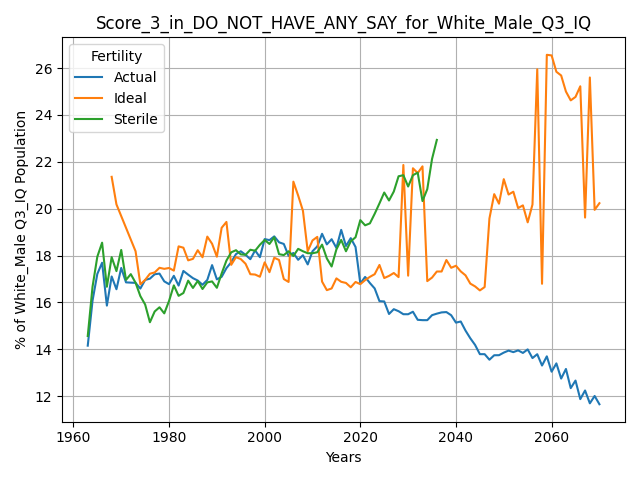 Score_3_in_DO_NOT_HAVE_ANY_SAY_for_White_Male_Q3_IQ
Fertility
Actual
Ideal
Sterile
% of White_Male Q3_IQ Population
26
24
22
20
18
16
14
12
1960 1980 2000 2020 2040 2060
Years